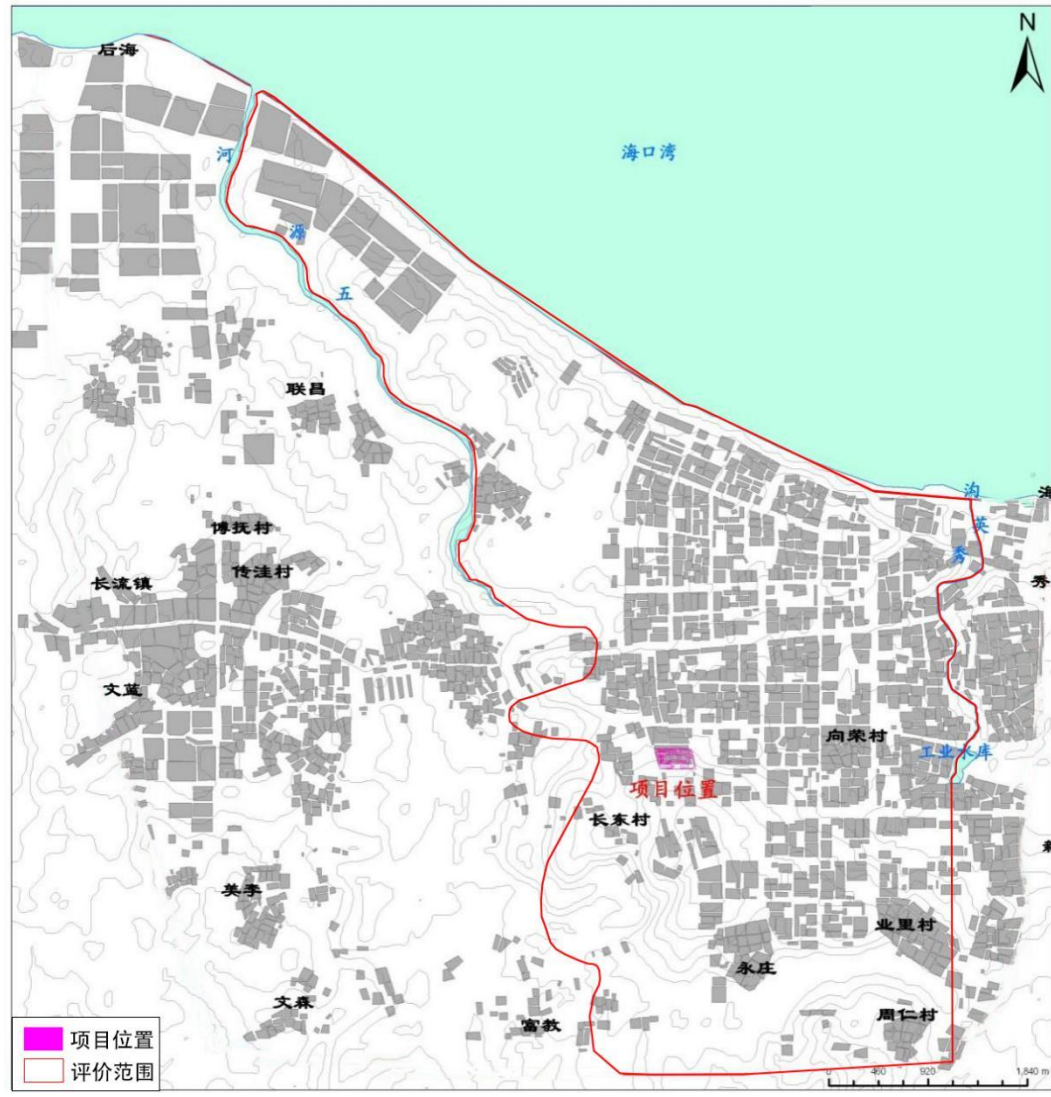 N
后海
海口湾
河
源
五
联昌
沟
海
英
秀
博抚村
传洼村
长流镇
秀
文蓝
向荣村
工业水库
项目位置
长东村
美李
业里村
永庄
文森
富教
周仁村
项目位置
评价范围
0 460 920 1,840 m